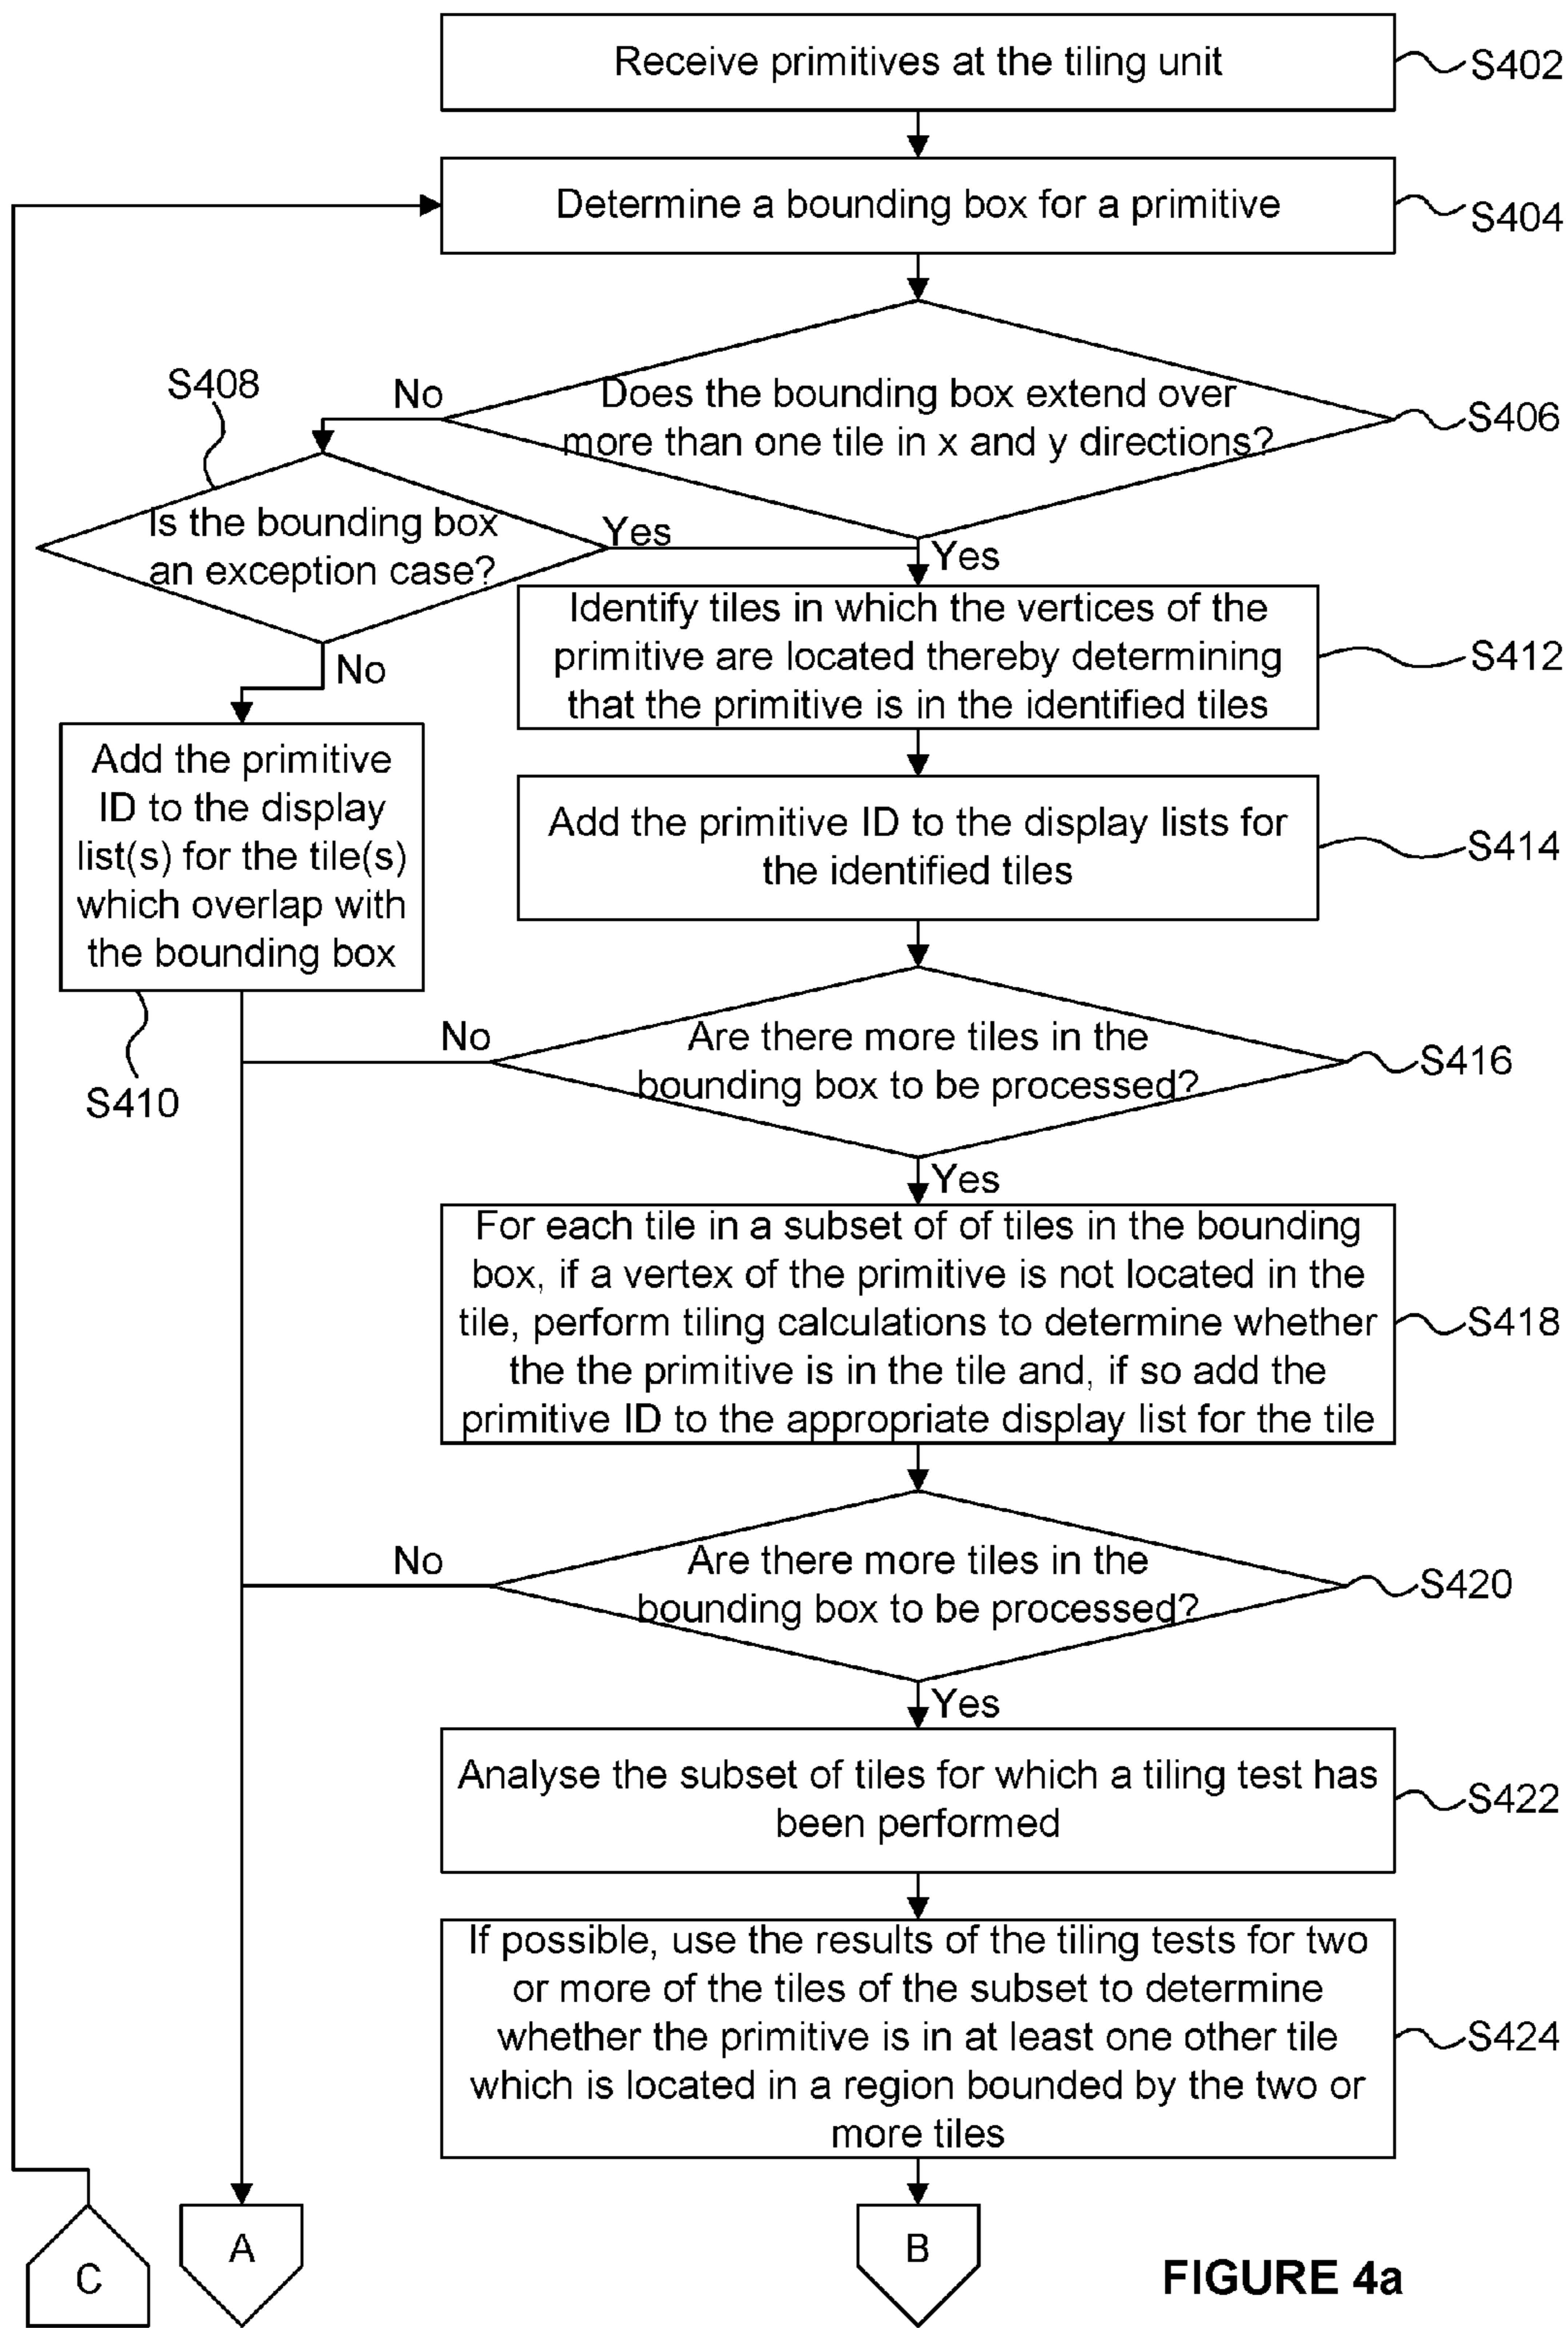 Receive primitives at the tiling unit
S402
Determine a bounding box for a primitive
S404
Does the bounding box extend over
more than one tile in x and y directions?
S406
No
S408
Is the bounding box
an exception case?
Yes
Yes
No
Identify tiles in which the vertices of the
primitive are located thereby determining
that the primitive is in the identified tiles
S412
Add the primitive
ID to the display
list(s) for the tile(s)
which overlap with
the bounding box
S410
Add the primitive ID to the display lists for
the identified tiles
S414
No
Are there more tiles in the
bounding box to be processed?
S416
Yes
For each tile in a subset of of tiles in the bounding
box, if a vertex of the primitive is not located in the
tile, perform tiling calculations to determine whether
the the primitive is in the tile and, if so add the
primitive ID to the appropriate display list for the tile
S418
No
Are there more tiles in the
bounding box to be processed?
S420
Yes
Analyse the subset of tiles for which a tiling test has
been performed
S422
If possible, use the results of the tiling tests for two
or more of the tiles of the subset to determine
whether the primitive is in at least one other tile
which is located in a region bounded by the two or
more tiles
S424
C
A
B
FIGURE 4a